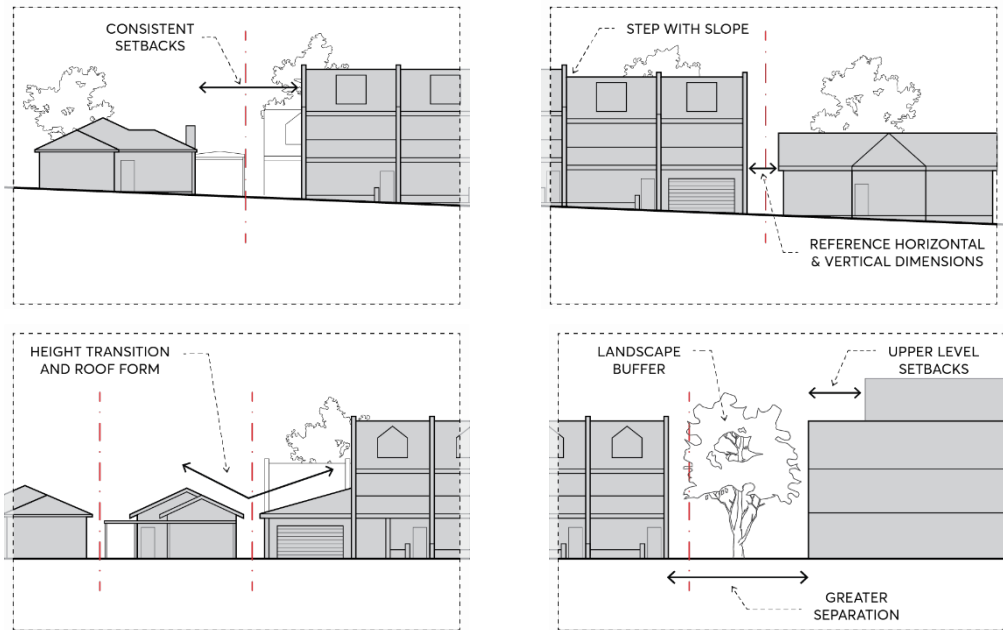 CONSISTENT
SETBACKS
STEP WITH SLOPE
REFERENCE HORIZONTAL
& VERTICAL DIMENSIONS
HEIGHT TRANSITION
AND ROOF FORM
LANDSCAPE
BUFFER
UPPER LEVEL
SETBACKS
GREATER
SEPARATION